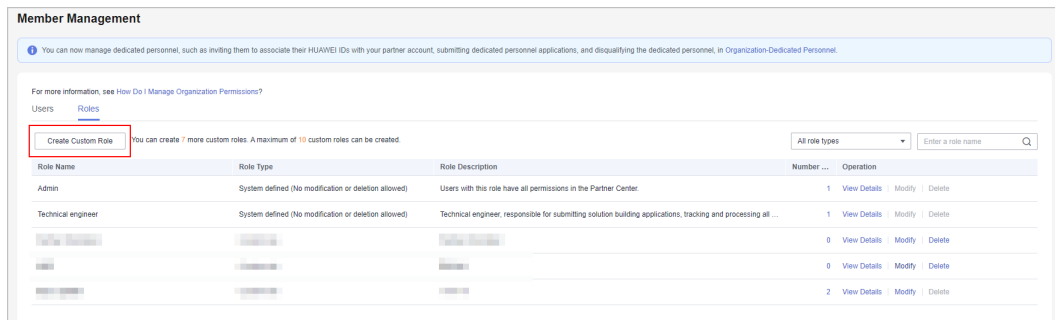 Member Management
You can now manage dedicated personnel, such as inviting them to associate their HUAWEI IDs with your partner account, submitting dedicated personnel applications, and disqualifying the dedicated personnel, in Organization-Dedicated Personnel.
For more information, see How Do I Manage Organization Permissions?
Users Roles
Create Custom Role You can create 7 more custom roles. A maximum of 10 custom roles can be created. All role types Enter a role name
Role Name Role Type Role Description Number ... Operation
Admin System defined (No modification or deletion allowed) Users with this role have all permissions in the Partner Center. 1 View Details Modify Delete
Technical engineer System defined (No modification or deletion allowed) Technical engineer, responsible for submitting solution building applications, tracking and processing all ... 1 View Details Modify Delete
0 View Details Modify Delete
0 View Details Modify Delete
2 View Details Modify Delete